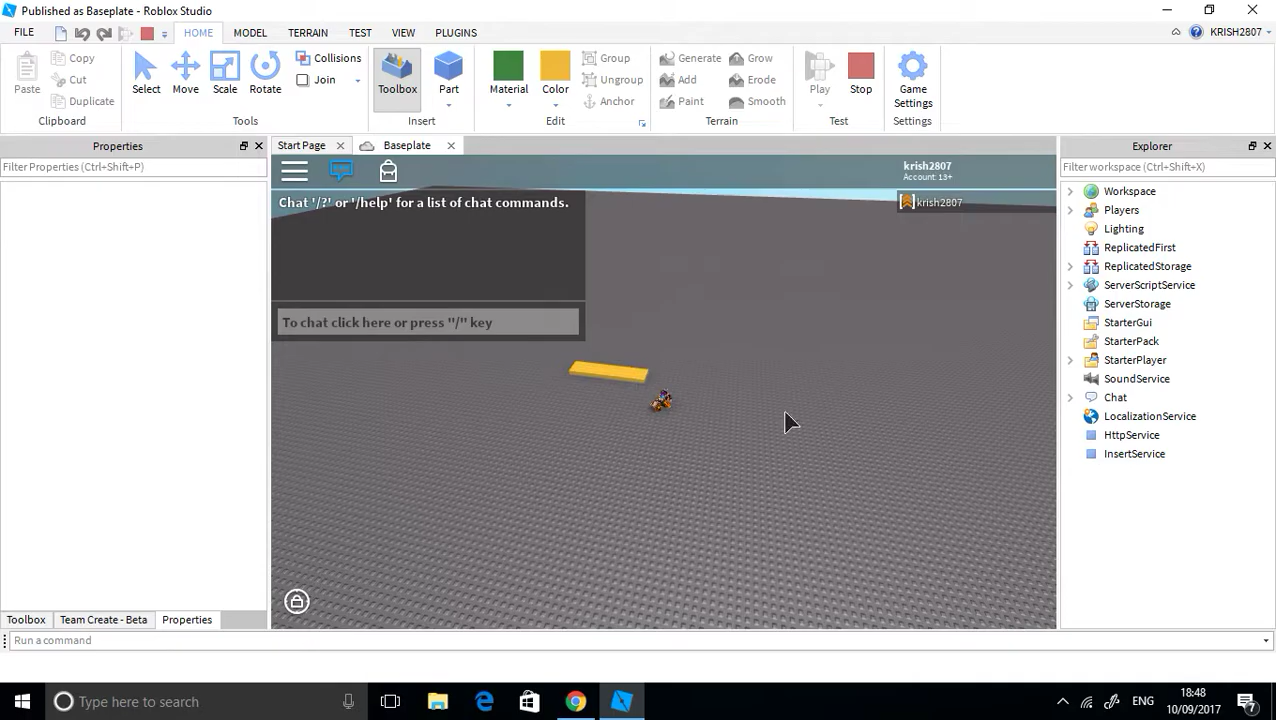 Published as Baseplate - Roblox Studio
FILE HOME MODEL TERRAIN TEST VIEW PLUGINS KRISH2807
Paste Copy Cut Duplicate
Clipboard
Select Move Scale Rotate Collisions Join
Tools
Toolbox Part
Insert
Material Color Group Ungroup Anchor
Edit
Generate Grow Add Erode Paint Smooth
Terrain
Play Stop
Test
Game Settings
Settings
Properties
Filter Properties (Ctrl+Shift+P)
Start Page Baseplate
krish2807
Account: 13+
krish2807
Chat '/?' or '/help' for a list of chat commands.
To chat click here or press "/" key
Explorer
Filter workspace (Ctrl+Shift+X)
Workspace
Players
Lighting
ReplicatedFirst
ReplicatedStorage
ServerScriptService
ServerStorage
StarterGui
StarterPack
StarterPlayer
SoundService
Chat
LocalizationService
HttpService
InsertService
Toolbox Team Create - Beta Properties
Run a command
Type here to search
ENG
18:48
10/09/2017
7